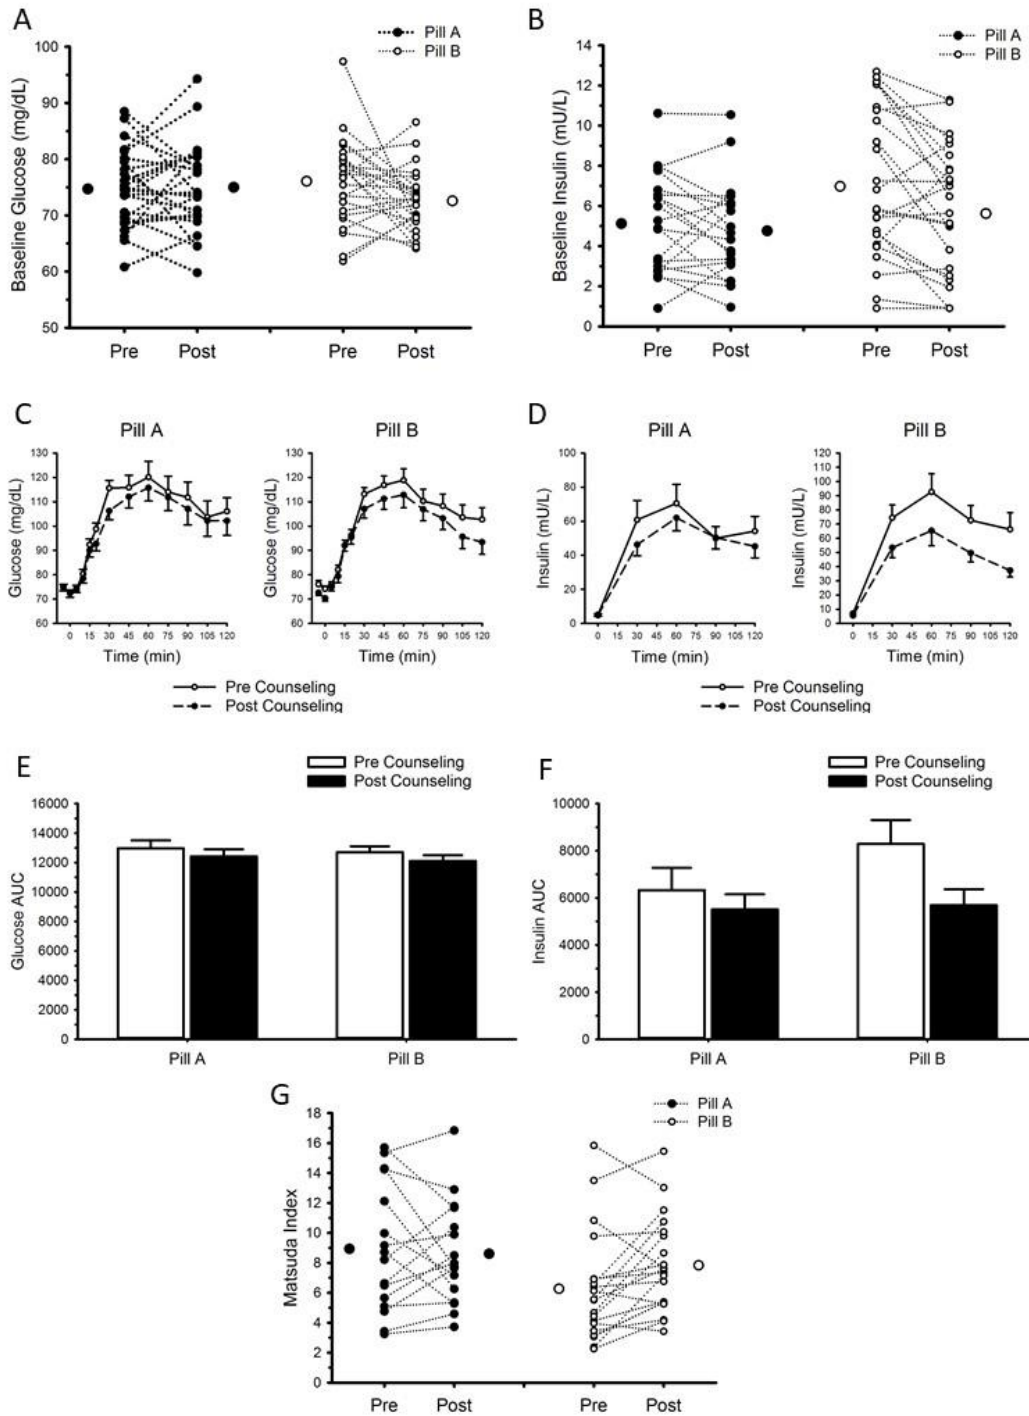 A
Pill A
Pill B
Baseline Glucose (mg/dL)
100
90
80
70
60
50
Pre
Post
Pre
Post
B
Pill A
Pill B
Baseline Insulin (mU/L)
14
12
10
8
6
4
2
0
Pre
Post
Pre
Post
C
Pill A
Glucose (mg/dL)
130
120
110
100
90
80
70
60
0 15 30 45 60 75 90 105 120
Time (min)
Pill B
Glucose (mg/dL)
130
120
110
100
90
80
70
60
0 15 30 45 60 75 90 105 120
Time (min)
Pre Counseling
Post Counseling
D
Pill A
Insulin (mU/L)
100
80
60
40
20
0
0 15 30 45 60 75 90 105 120
Time (min)
Pill B
Insulin (mU/L)
120
110
100
90
80
70
60
50
40
30
20
10
0
0 15 30 45 60 75 90 105 120
Time (min)
Pre Counseling
Post Counseling
E
Pre Counseling
Post Counseling
Glucose AUC
16000
14000
12000
10000
8000
6000
4000
2000
0
Pill A
Pill B
F
Pre Counseling
Post Counseling
Insulin AUC
10000
8000
6000
4000
2000
0
Pill A
Pill B
G
Pill A
Pill B
Matsuda Index
18
16
14
12
10
8
6
4
2
0
Pre
Post
Pre
Post